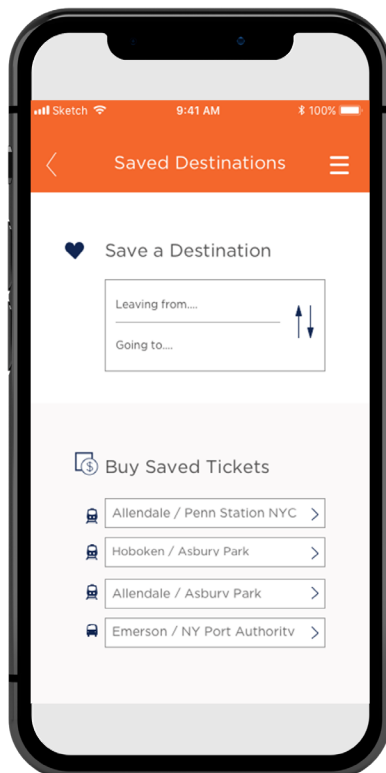 Sketch 9:41 AM 100%
Saved Destinations
Save a Destination
Leaving from....
Going to....
$ Buy Saved Tickets
Allendale / Penn Station NYC
Hoboken / Asbury Park
Allendale / Asbury Park
Emerson / NY Port Authority